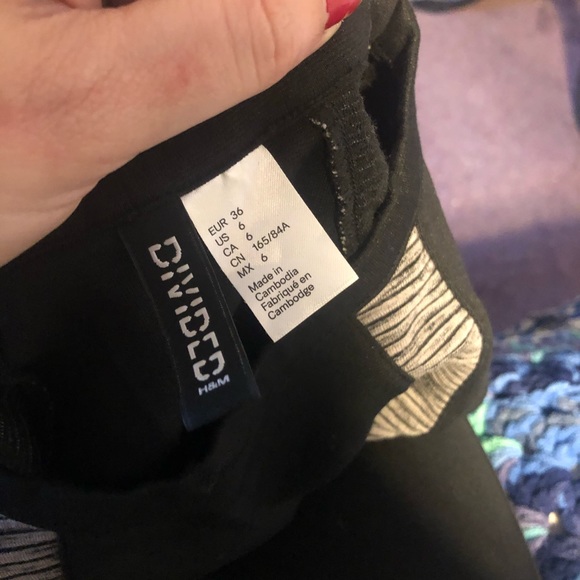 DIVIDED
H&M
EUR 36
US 6
CA 6
CN 165/84A
MX 6
Made in
Cambodia
Fabriqué en
Cambodge